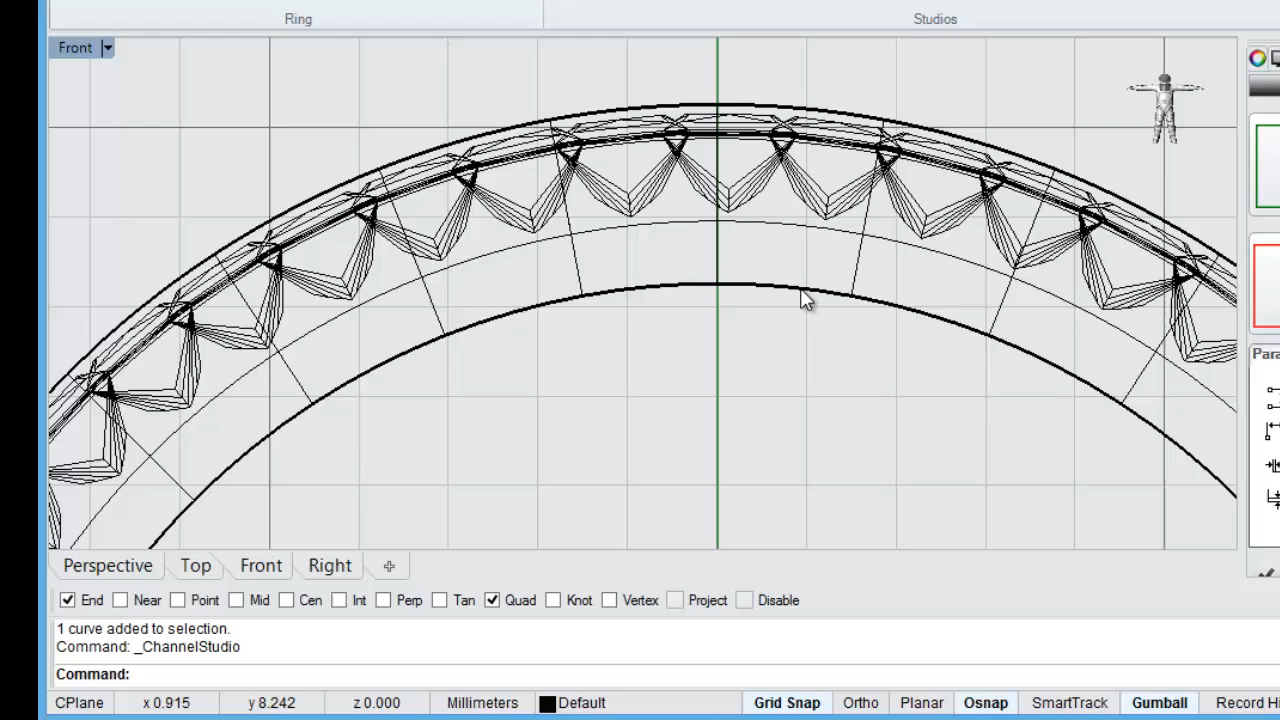 Ring
Studios
Front
Perspective Top Front Right
End Near Point Mid Cen Int Perp Tan Quad Knot Vertex Project Disable
1 curve added to selection.
Command: _ChannelStudio
Command:
CPlane x 0.915 y 8.242 z 0.000 Millimeters Default Grid Snap Ortho Planar Osnap SmartTrack Gumball Record